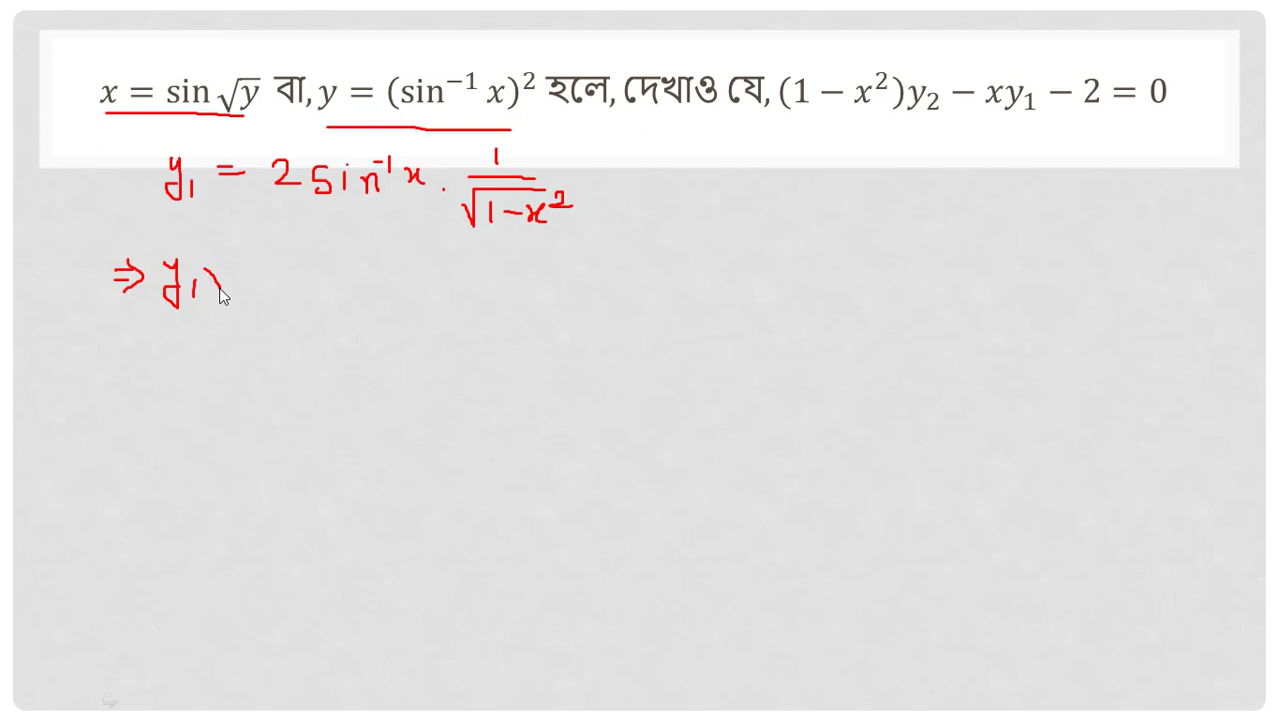 x = sin √y বা, y = (sin⁻¹ x)² হলে, দেখাও যে, (1 − x²)y₂ − xy₁ − 2 = 0
y₁ = 2 sin⁻¹x · 1/√(1−x²)
⇒ y₁